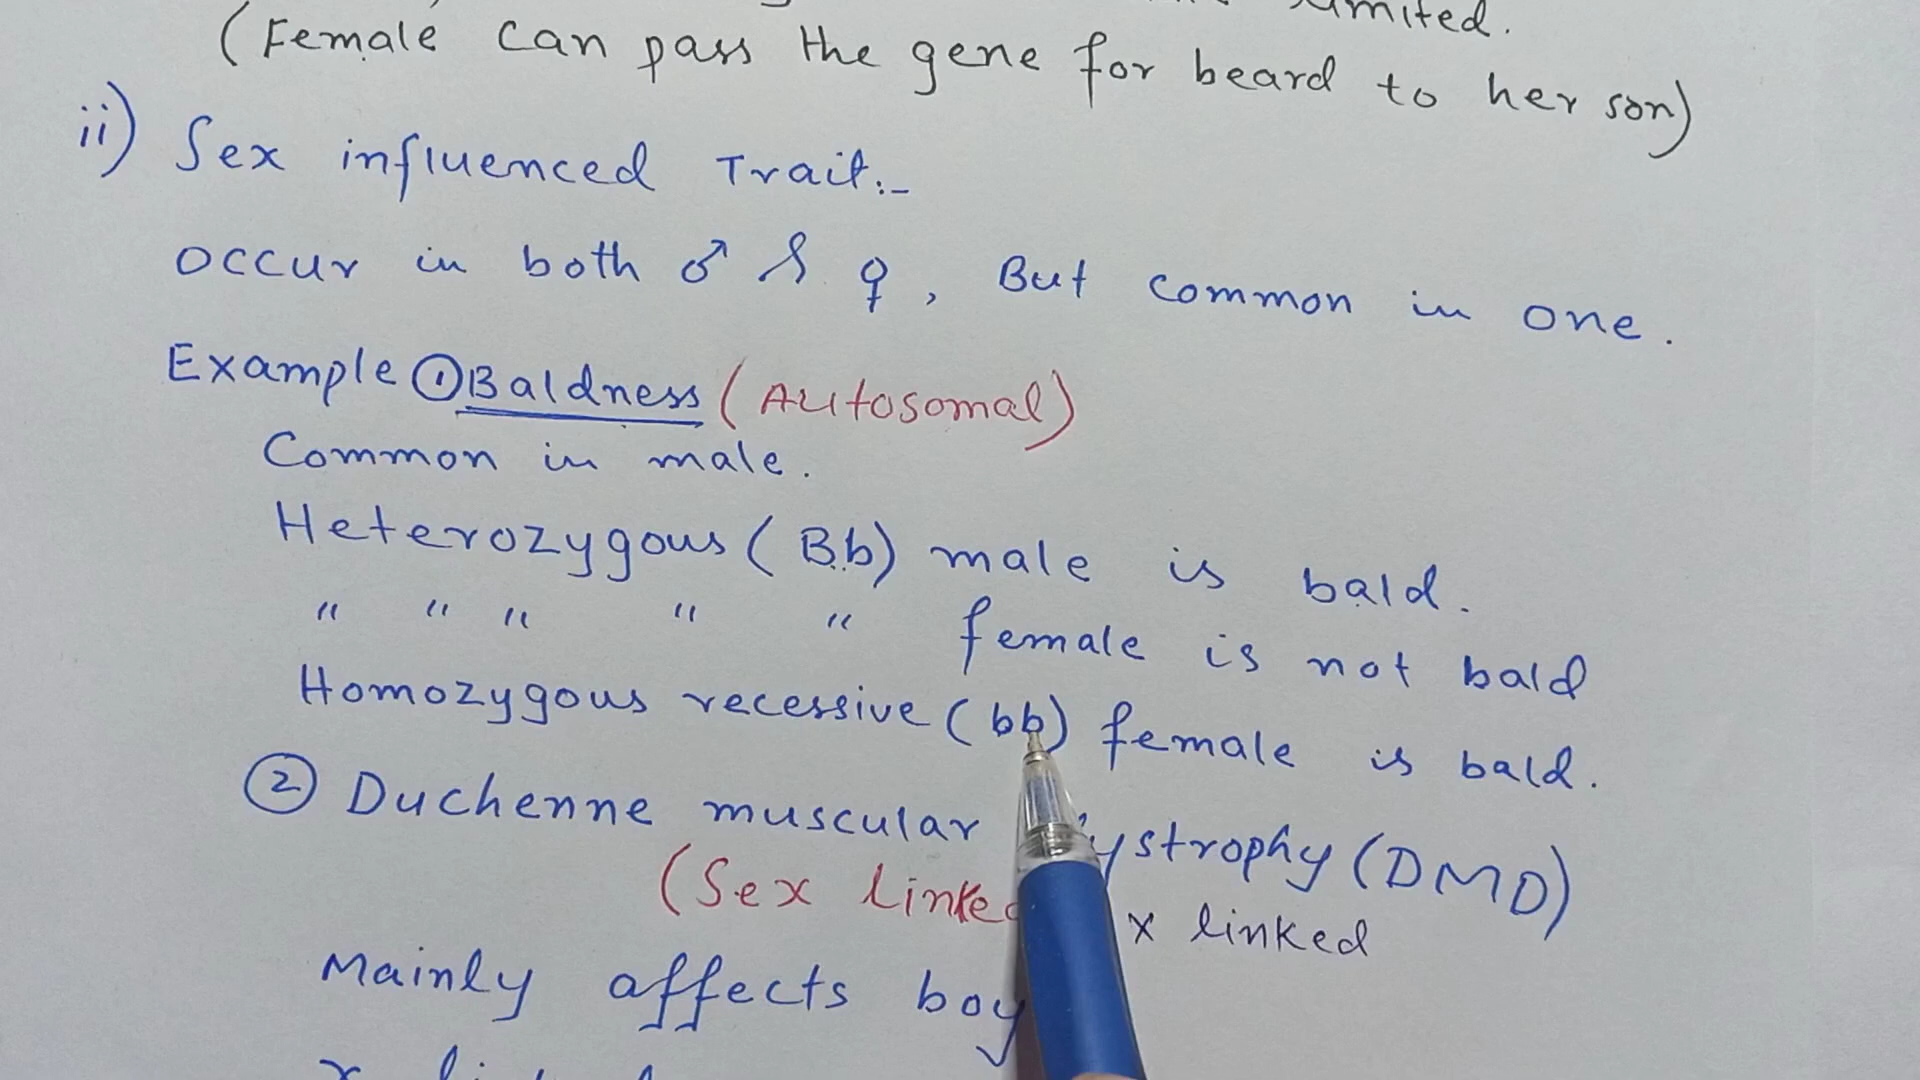 limited.
(Female can pass the gene for beard to her son)
ii) Sex influenced Trait:-
occur in both ♂ & ♀, But common in one.
Example ① Baldness (Autosomal)
Common in male.
Heterozygous (Bb) male is bald.
" " " " " female is not bald
Homozygous recessive (bb) female is bald.
② Duchenne muscular ystrophy (DMD)
(Sex linke x linked
Mainly affects boy